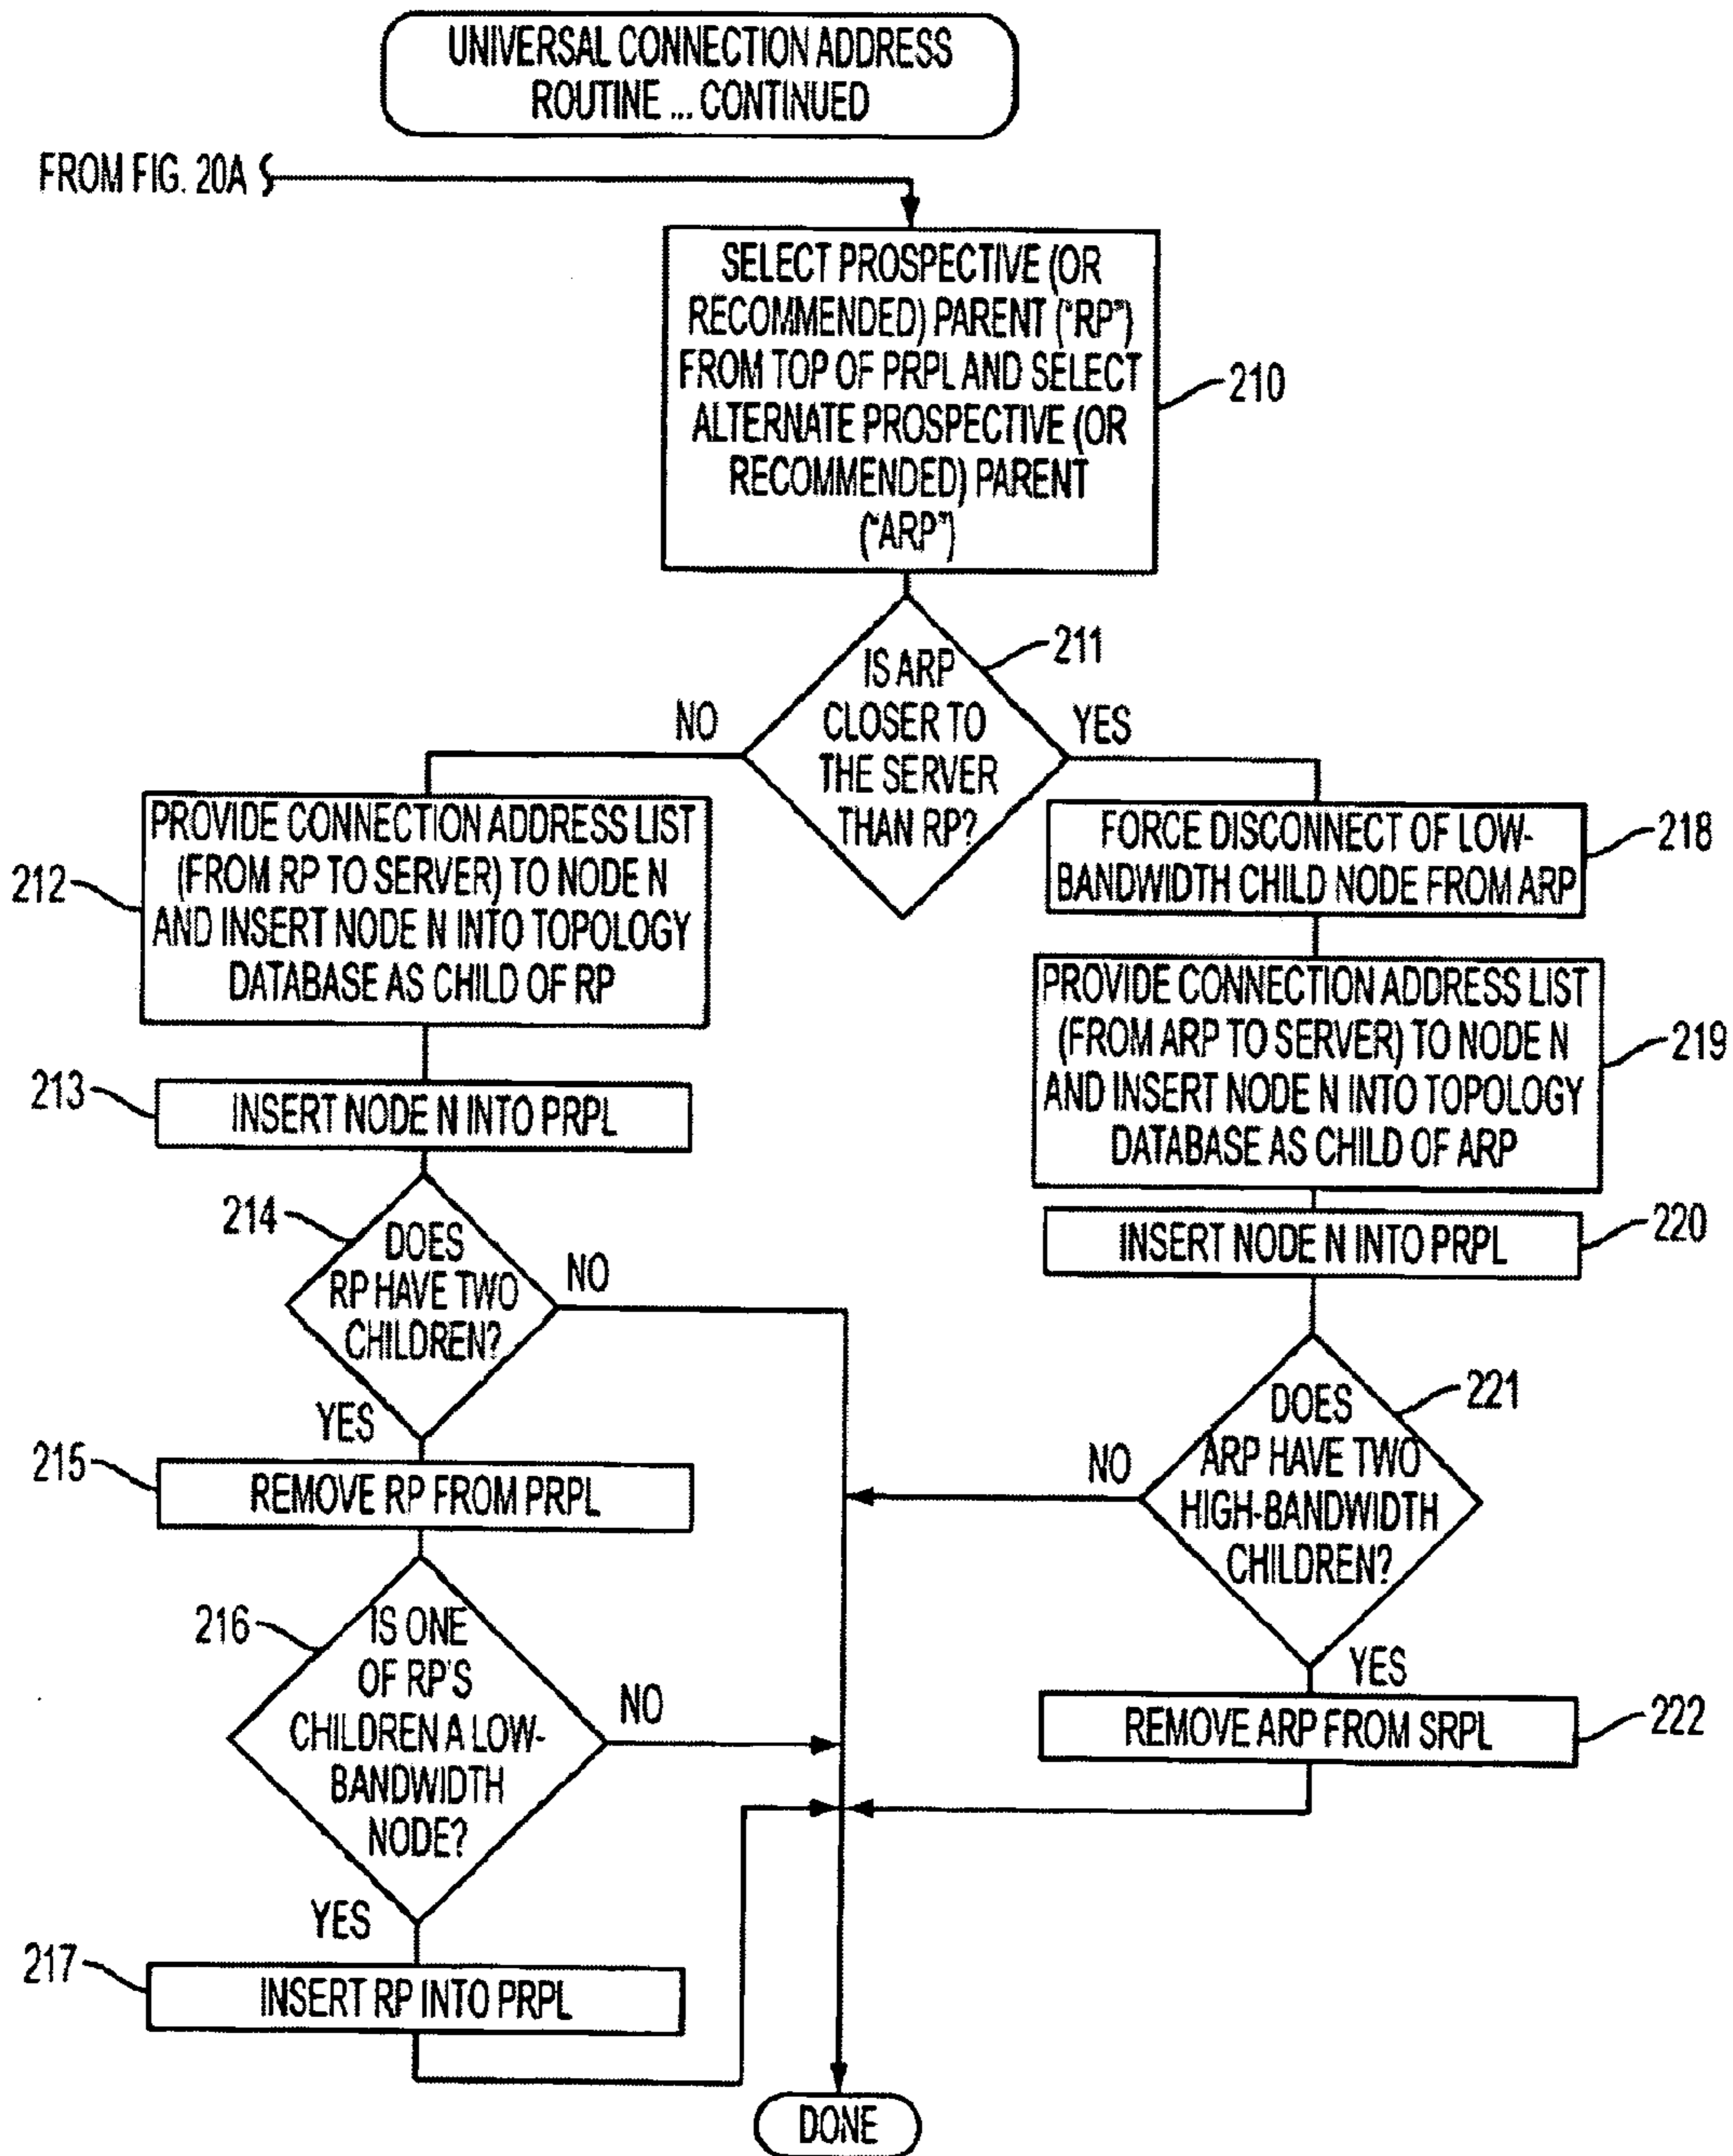 UNIVERSAL CONNECTION ADDRESS
ROUTINE ... CONTINUED
FROM FIG. 20A
SELECT PROSPECTIVE (OR
RECOMMENDED) PARENT ("RP")
FROM TOP OF PRPL AND SELECT
ALTERNATE PROSPECTIVE (OR
RECOMMENDED) PARENT
("ARP")
210
IS ARP
CLOSER TO
THE SERVER
THAN RP?
211
NO
YES
PROVIDE CONNECTION ADDRESS LIST
(FROM RP TO SERVER) TO NODE N
AND INSERT NODE N INTO TOPOLOGY
DATABASE AS CHILD OF RP
212
INSERT NODE N INTO PRPL
213
DOES
RP HAVE TWO
CHILDREN?
214
NO
YES
REMOVE RP FROM PRPL
215
IS ONE
OF RP'S
CHILDREN A LOW-
BANDWIDTH
NODE?
216
NO
YES
INSERT RP INTO PRPL
217
FORCE DISCONNECT OF LOW-
BANDWIDTH CHILD NODE FROM ARP
218
PROVIDE CONNECTION ADDRESS LIST
(FROM ARP TO SERVER) TO NODE N
AND INSERT NODE N INTO TOPOLOGY
DATABASE AS CHILD OF ARP
219
INSERT NODE N INTO PRPL
220
DOES
ARP HAVE TWO
HIGH-BANDWIDTH
CHILDREN?
221
NO
YES
REMOVE ARP FROM SRPL
222
DONE